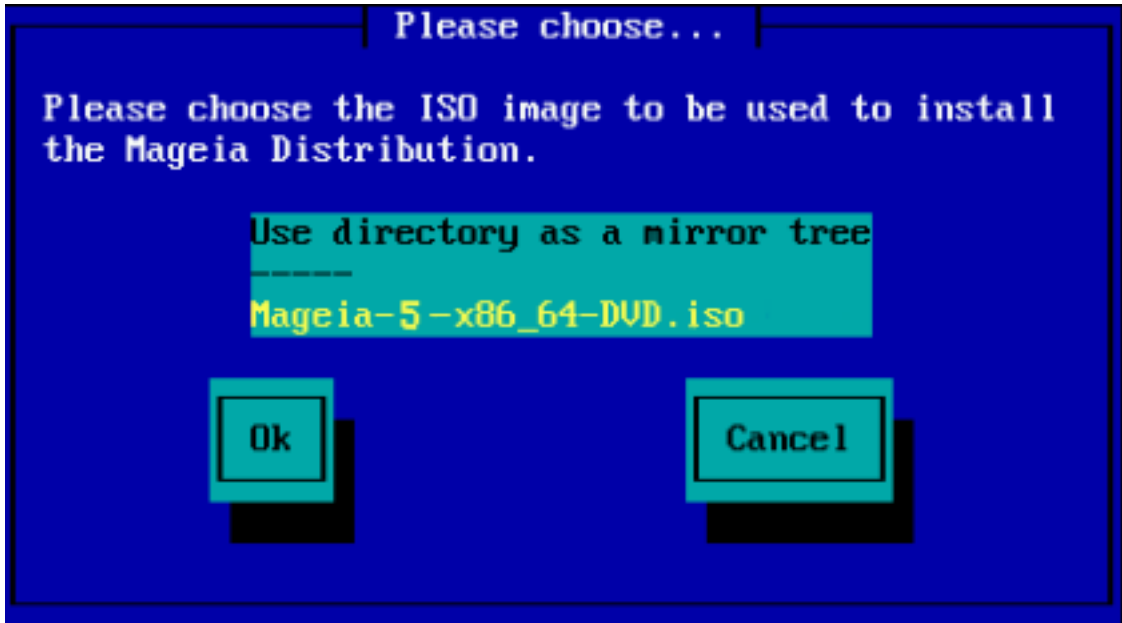 Please choose...
Please choose the ISO image to be used to install
the Mageia Distribution.
Use directory as a mirror tree
-----
Mageia-5-x86_64-DVD.iso
Ok
Cancel